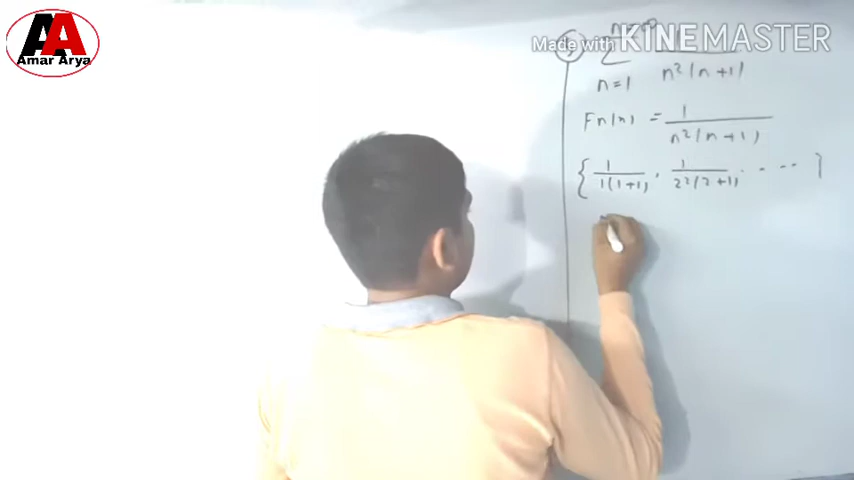 AA
Amar Arya
Made with KINEMASTER
n=1 n²(n+1)
Fn(n) = 1/n²(n+1)
{ 1/1(1+1), 1/2²(2+1), . . . . }